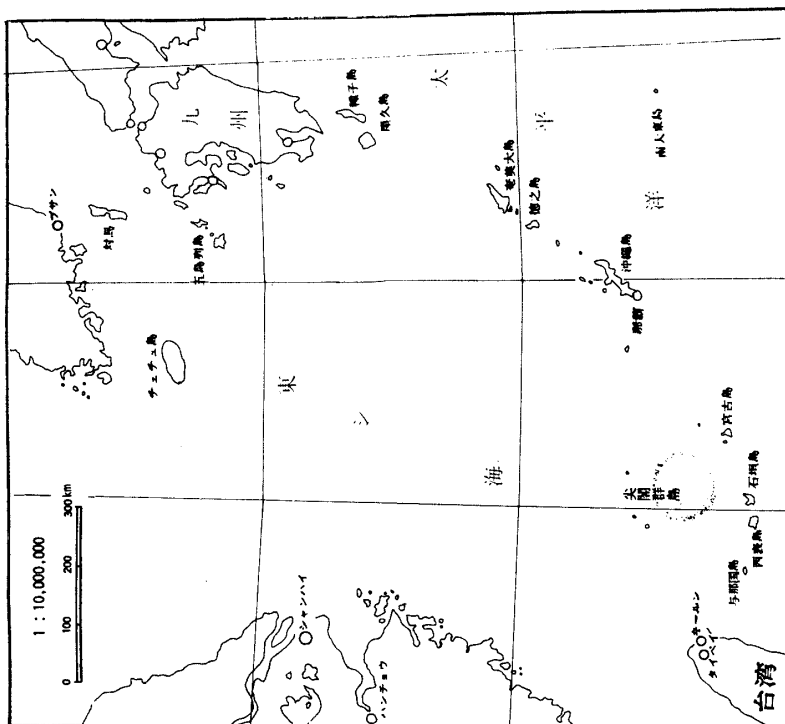 1 : 10,000,000
0 100 200 300 km
プサン
対馬
チェチュ島
五島列島
九州
種子島
屋久島
太平洋
奄美大島
徳之島
沖縄島
那覇
南大東島
東シ海
尖閣群島
宮古島
石垣島
西表島
与那国島
シャンハイ
ハンチョウ
キールン
タイペイ
台湾